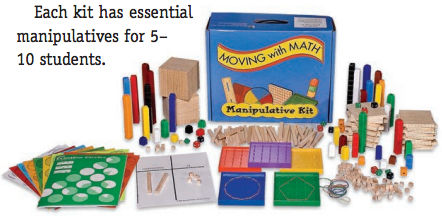 Each kit has essential
manipulatives for 5–
10 students.
MOVING with MATH
Manipulative Kit